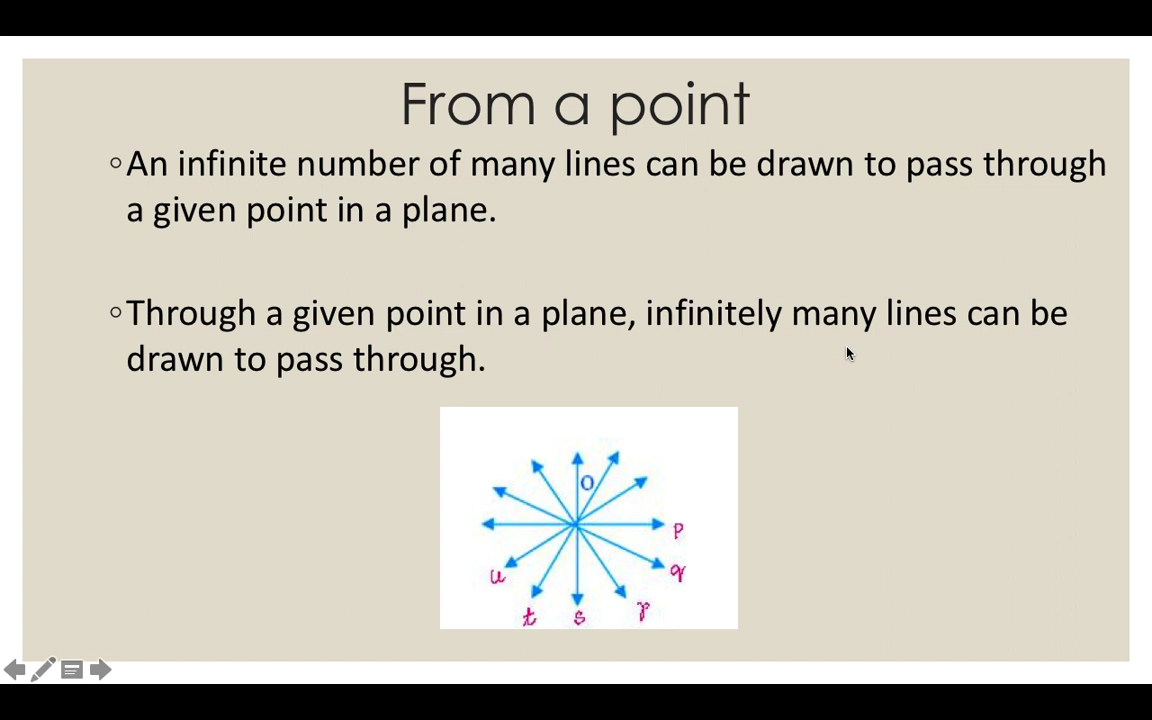 From a point
◦An infinite number of many lines can be drawn to pass through
a given point in a plane.
◦Through a given point in a plane, infinitely many lines can be
drawn to pass through.
O
p
q
u
r
t
s